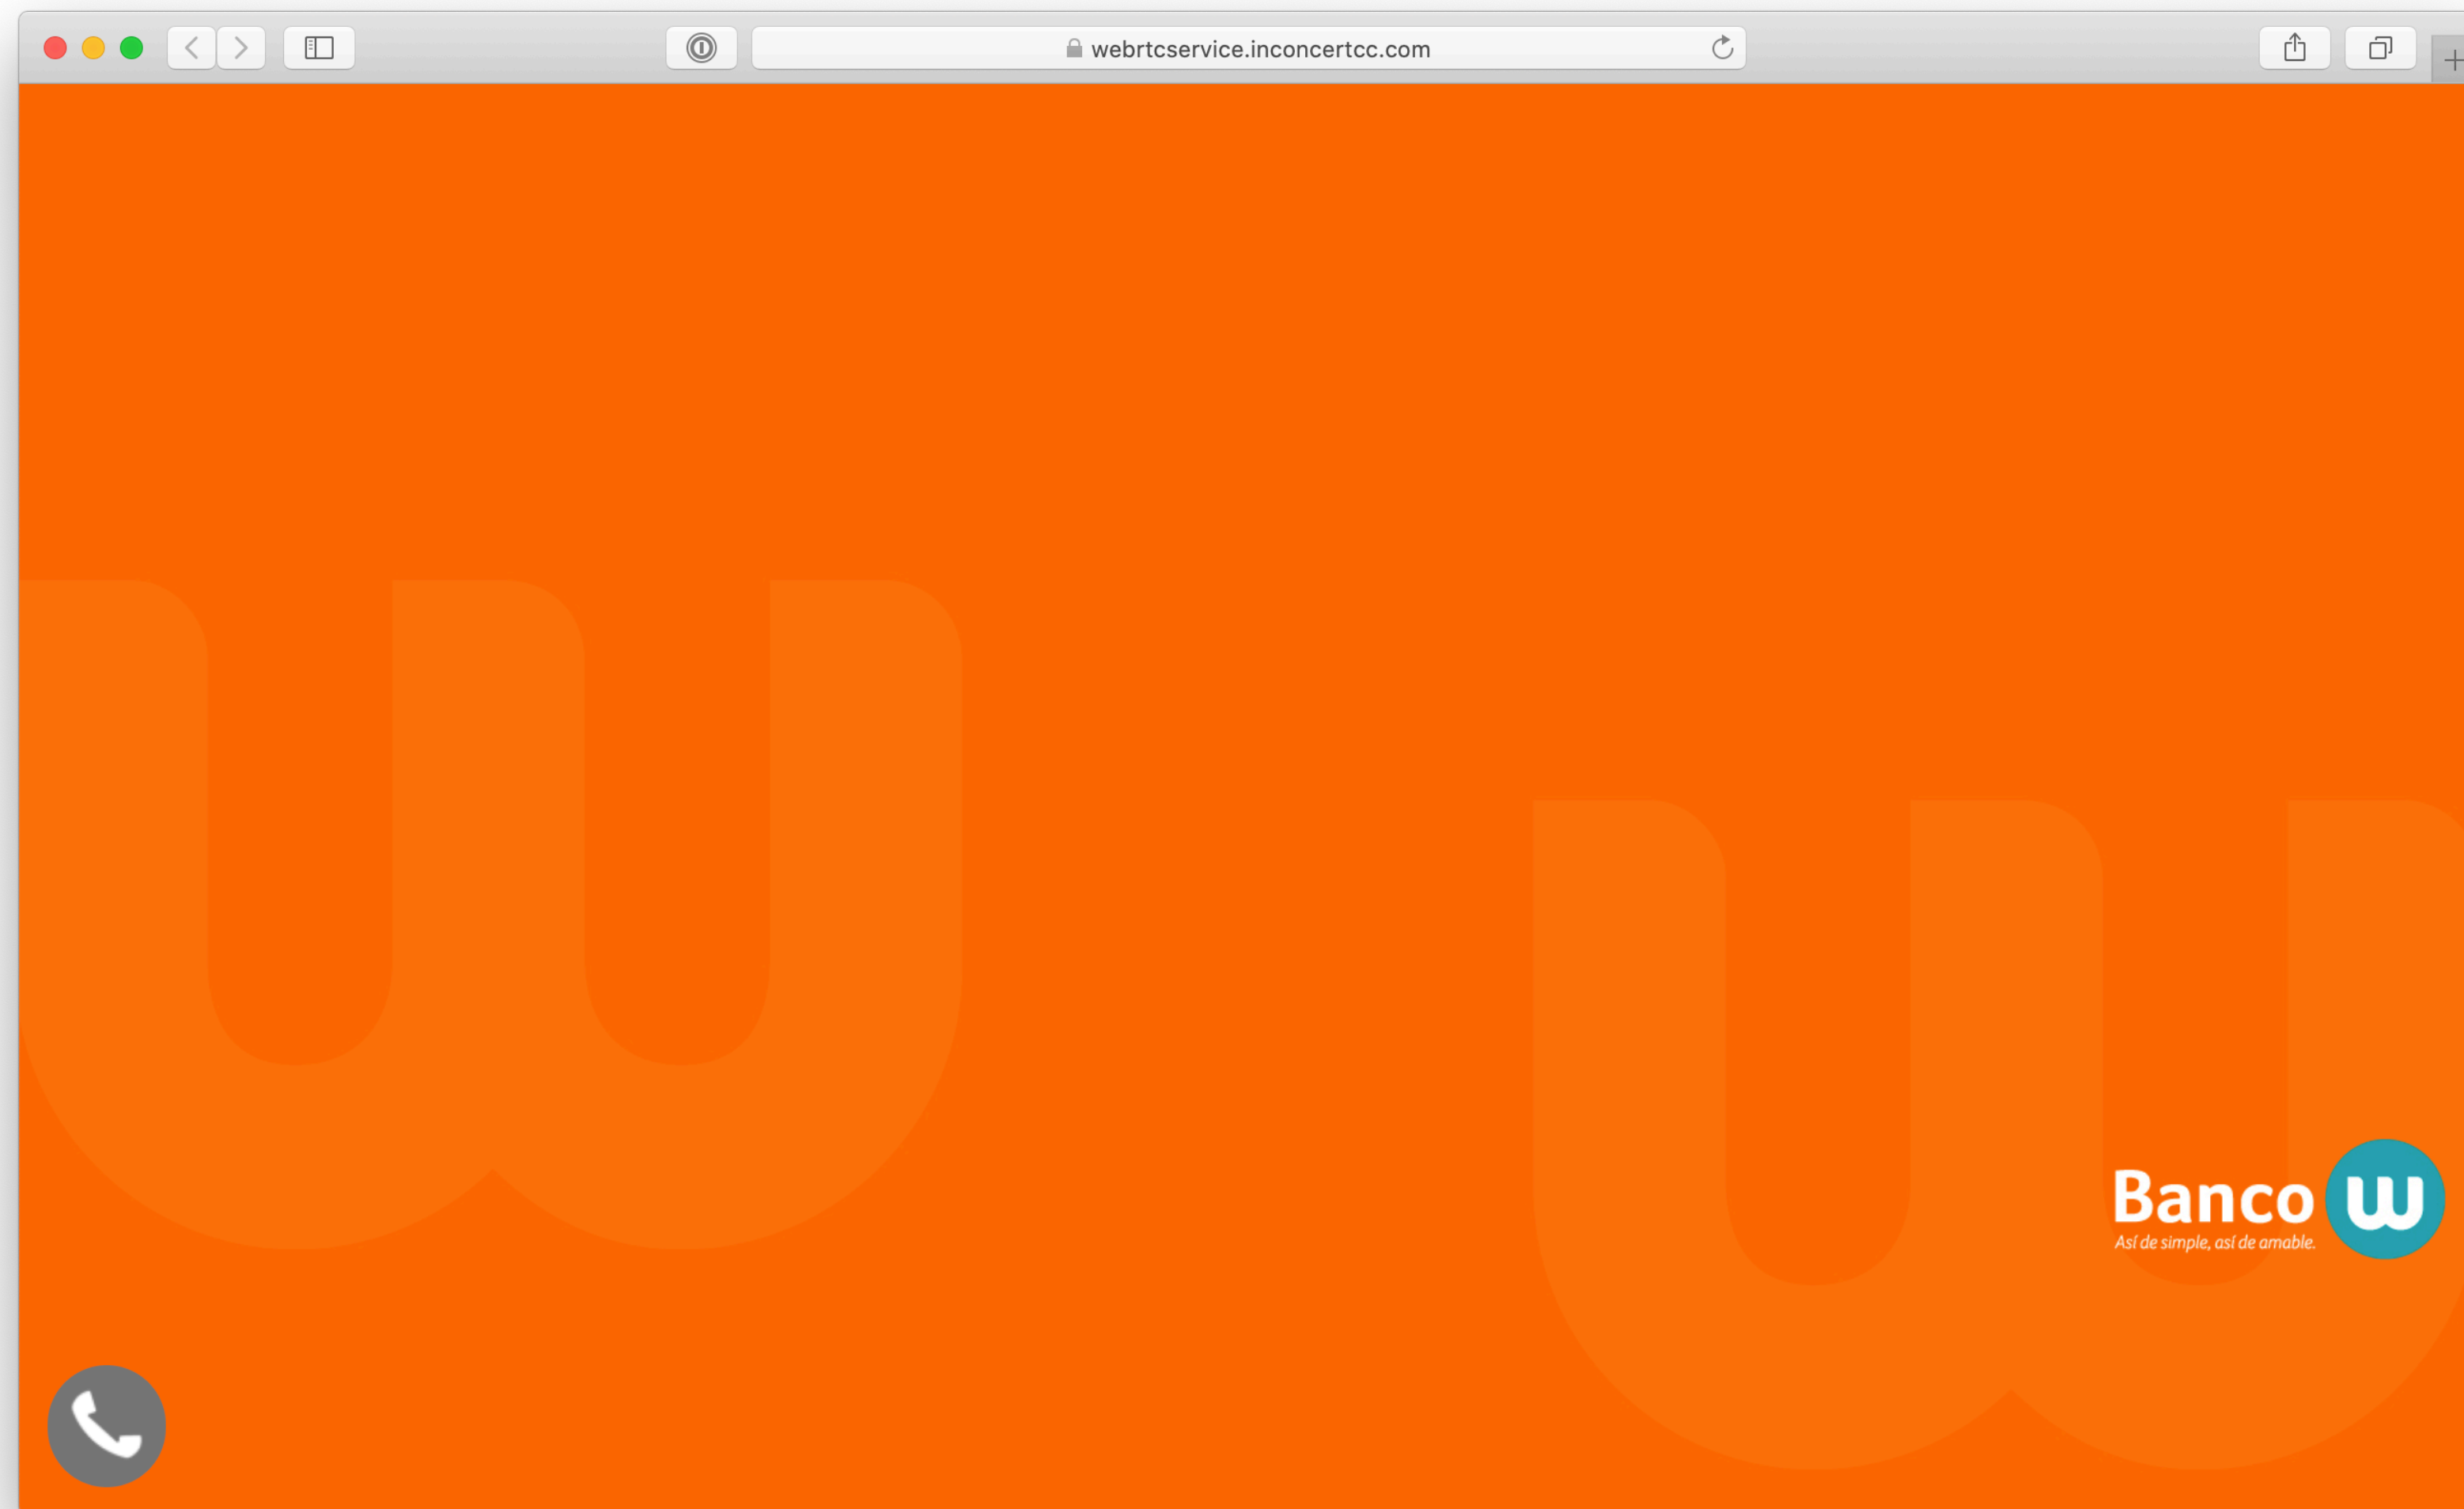 webrtcservice.inconcertcc.com
Banco w
Así de simple, así de amable.